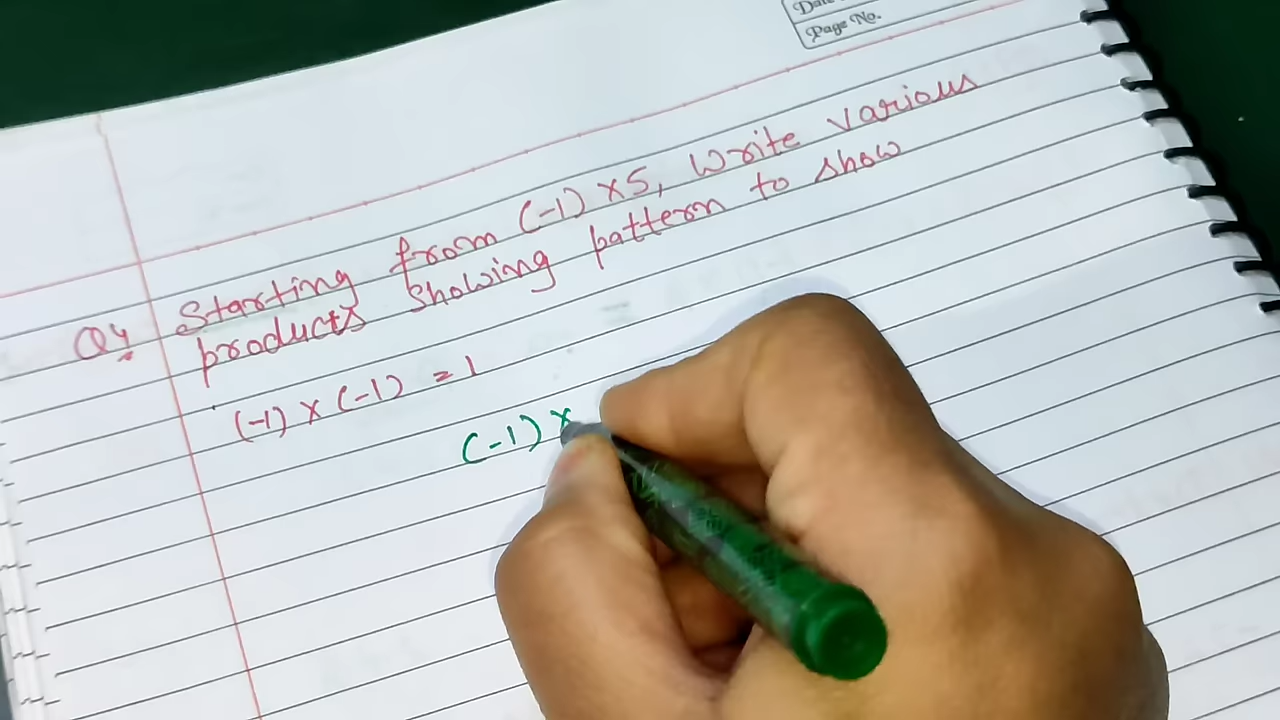 Date
Page No.
Q4 Starting from (-1) x 5, Write various
products showing pattern to show
(-1) x (-1) = 1
(-1) x